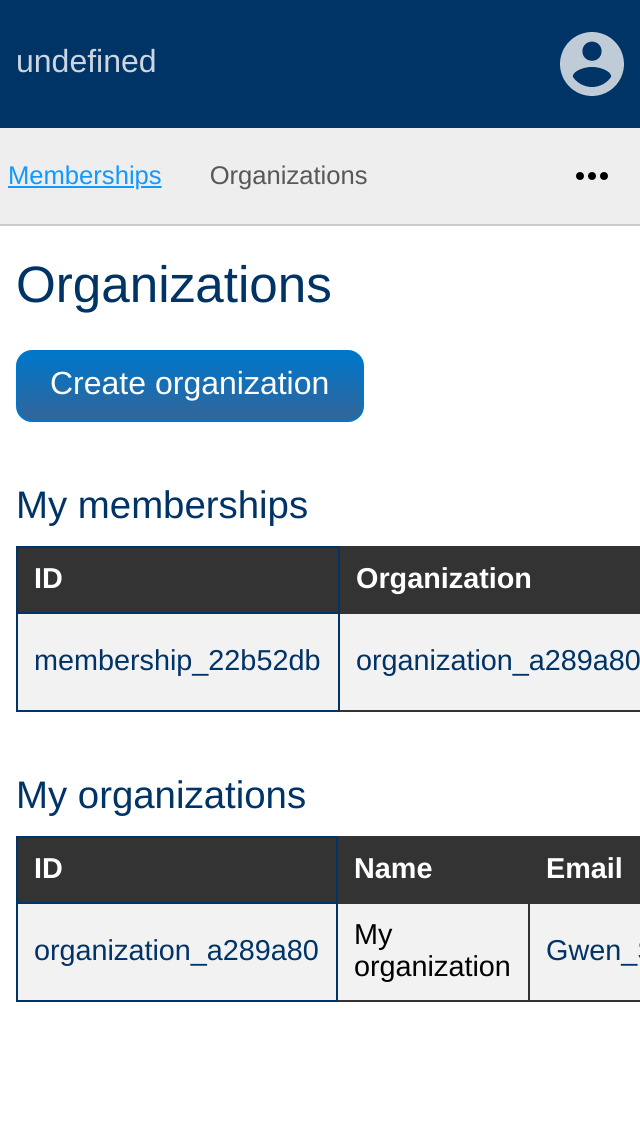 undefined
Memberships Organizations
Organizations
Create organization
My memberships
ID Organization
membership_22b52db organization_a289a80
My organizations
ID Name Email
organization_a289a80 My organization Gwen_